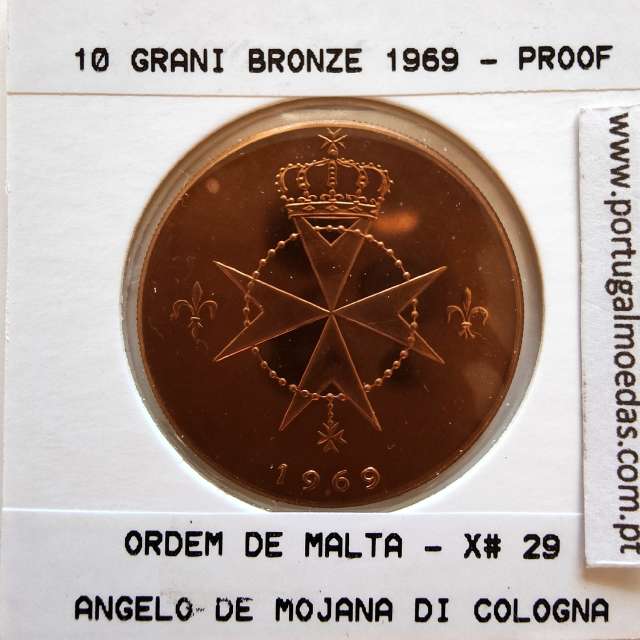 10 GRANI BRONZE 1969 - PROOF
www.portugalmoedas.com.pt
1969
ORDEM DE MALTA - X# 29
ANGELO DE MOJANA DI COLOGNA